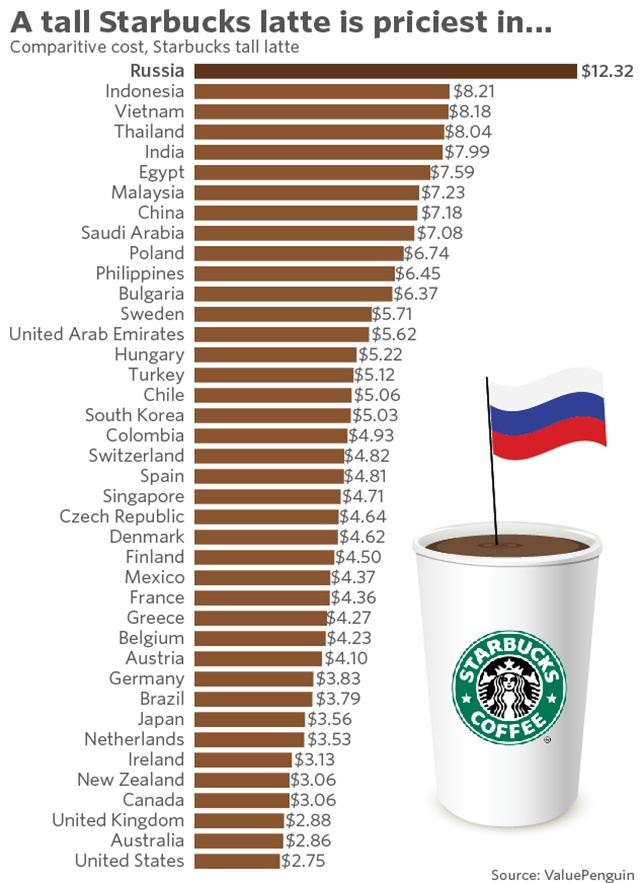 A tall Starbucks latte is priciest in...
Comparitive cost, Starbucks tall latte
Russia $12.32
Indonesia $8.21
Vietnam $8.18
Thailand $8.04
India $7.99
Egypt $7.59
Malaysia $7.23
China $7.18
Saudi Arabia $7.08
Poland $6.74
Philippines $6.45
Bulgaria $6.37
Sweden $5.71
United Arab Emirates $5.62
Hungary $5.22
Turkey $5.12
Chile $5.06
South Korea $5.03
Colombia $4.93
Switzerland $4.82
Spain $4.81
Singapore $4.71
Czech Republic $4.64
Denmark $4.62
Finland $4.50
Mexico $4.37
France $4.36
Greece $4.27
Belgium $4.23
Austria $4.10
Germany $3.83
Brazil $3.79
Japan $3.56
Netherlands $3.53
Ireland $3.13
New Zealand $3.06
Canada $3.06
United Kingdom $2.88
Australia $2.86
United States $2.75
STARBUCKS
COFFEE
®
Source: ValuePenguin